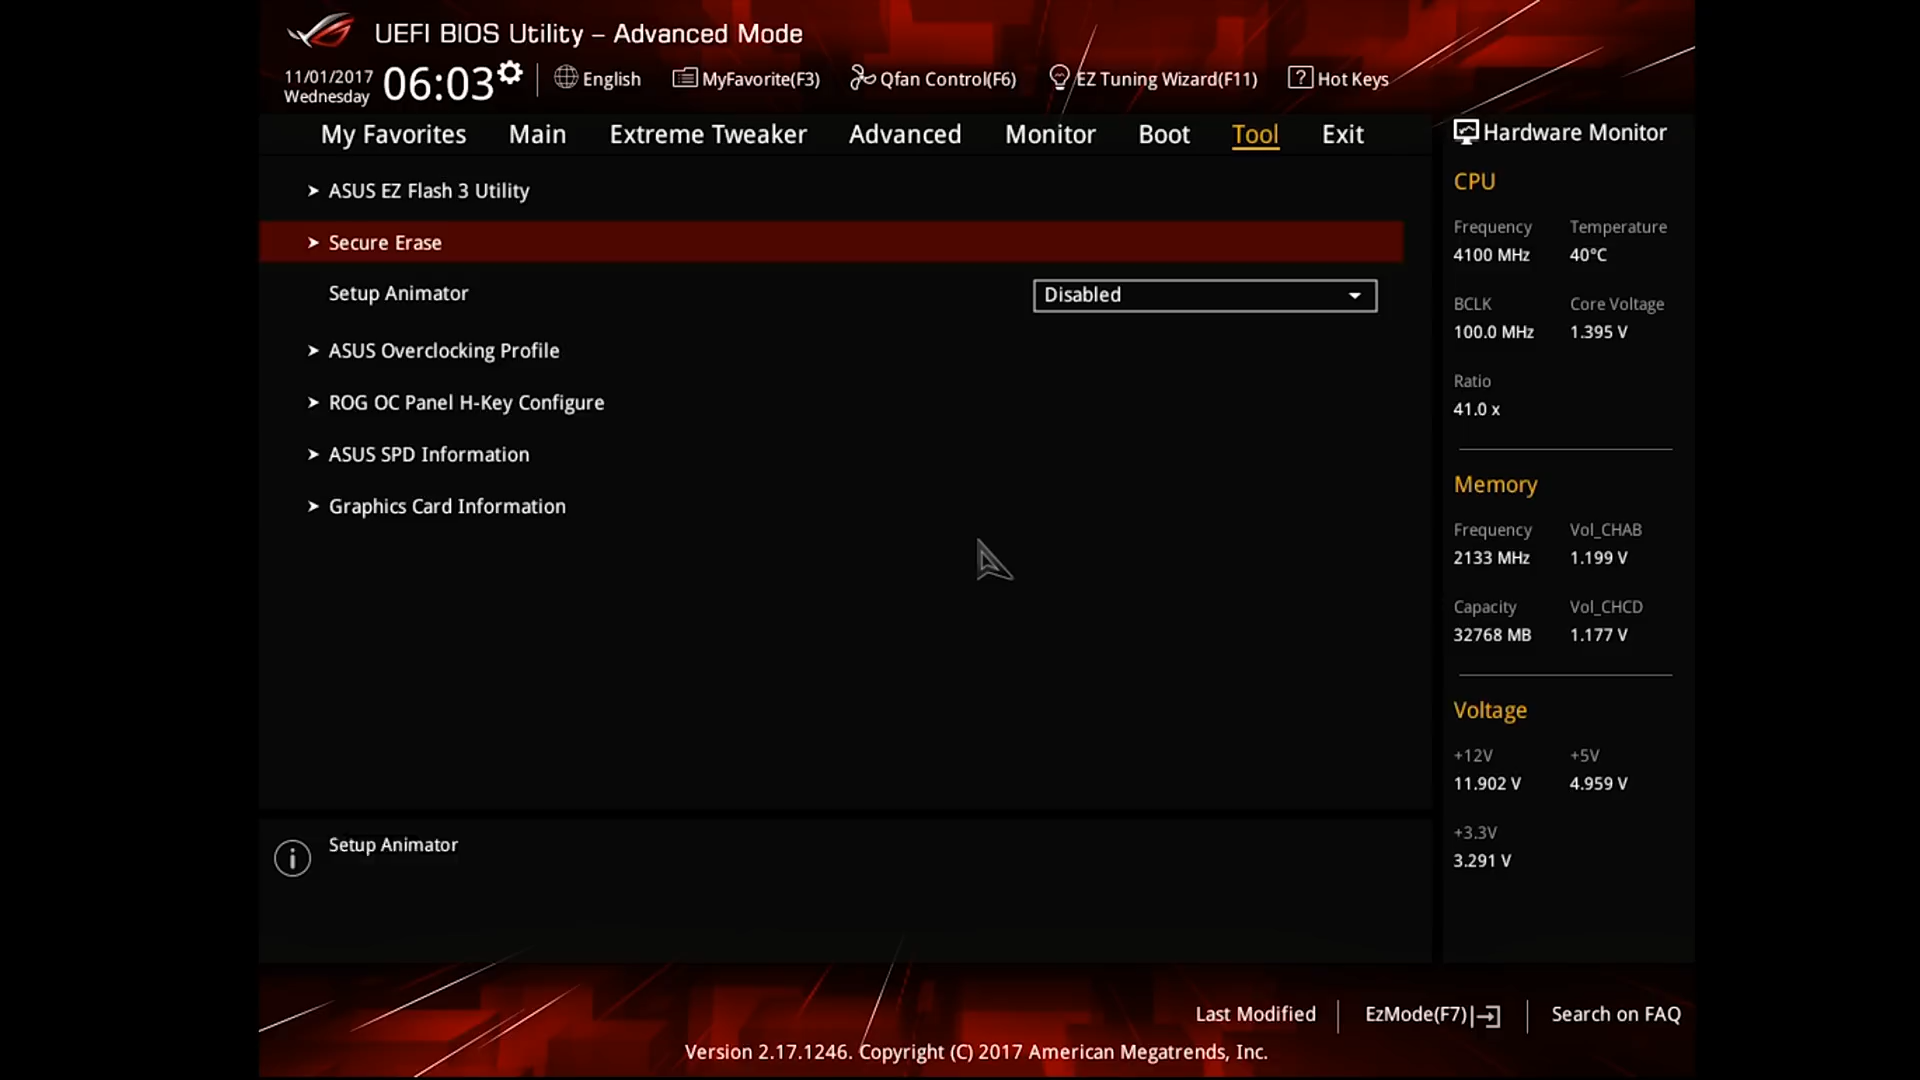 UEFI BIOS Utility – Advanced Mode
11/01/2017
Wednesday
06:03
English
MyFavorite(F3)
Qfan Control(F6)
EZ Tuning Wizard(F11)
? Hot Keys
My Favorites
Main
Extreme Tweaker
Advanced
Monitor
Boot
Tool
Exit
ASUS EZ Flash 3 Utility
Secure Erase
Setup Animator
Disabled
ASUS Overclocking Profile
ROG OC Panel H-Key Configure
ASUS SPD Information
Graphics Card Information
i
Setup Animator
Hardware Monitor
CPU
Frequency Temperature
4100 MHz 40°C
BCLK Core Voltage
100.0 MHz 1.395 V
Ratio
41.0 x
Memory
Frequency Vol_CHAB
2133 MHz 1.199 V
Capacity Vol_CHCD
32768 MB 1.177 V
Voltage
+12V +5V
11.902 V 4.959 V
+3.3V
3.291 V
Last Modified
EzMode(F7)
Search on FAQ
Version 2.17.1246. Copyright (C) 2017 American Megatrends, Inc.